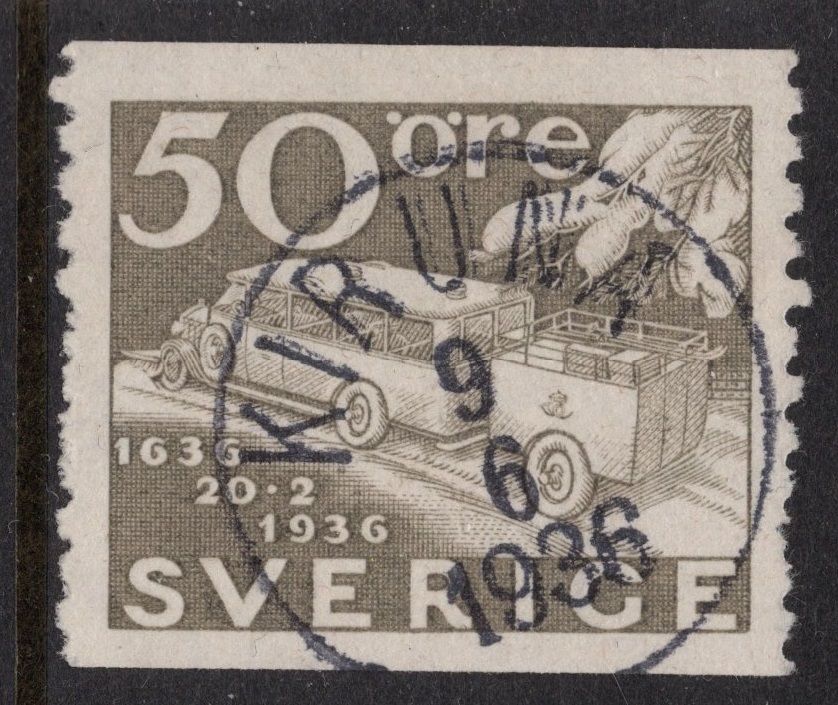 50 öre
KIRUNA
9
6
1936
1636
20·2
1936
SVERIGE